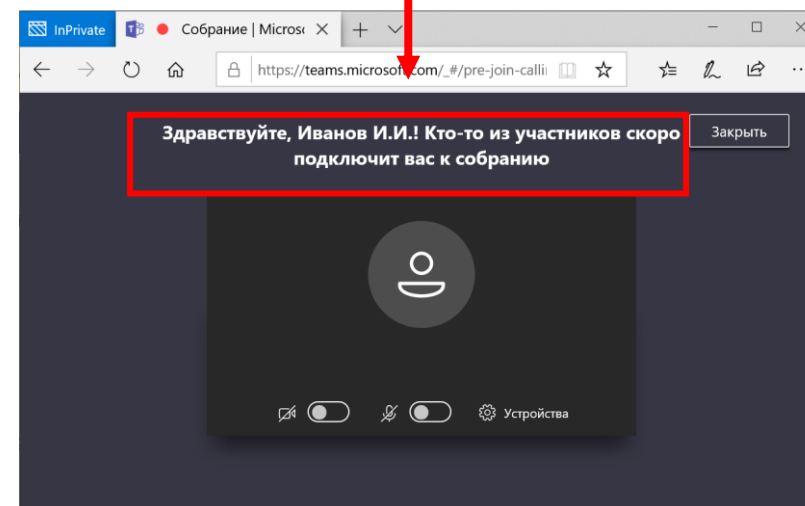 InPrivate
Собрание | Micros
https://teams.microsoft.com/_#/pre-join-calli
Здравствуйте, Иванов И.И.! Кто-то из участников скоро
подключит вас к собранию
Закрыть
Устройства